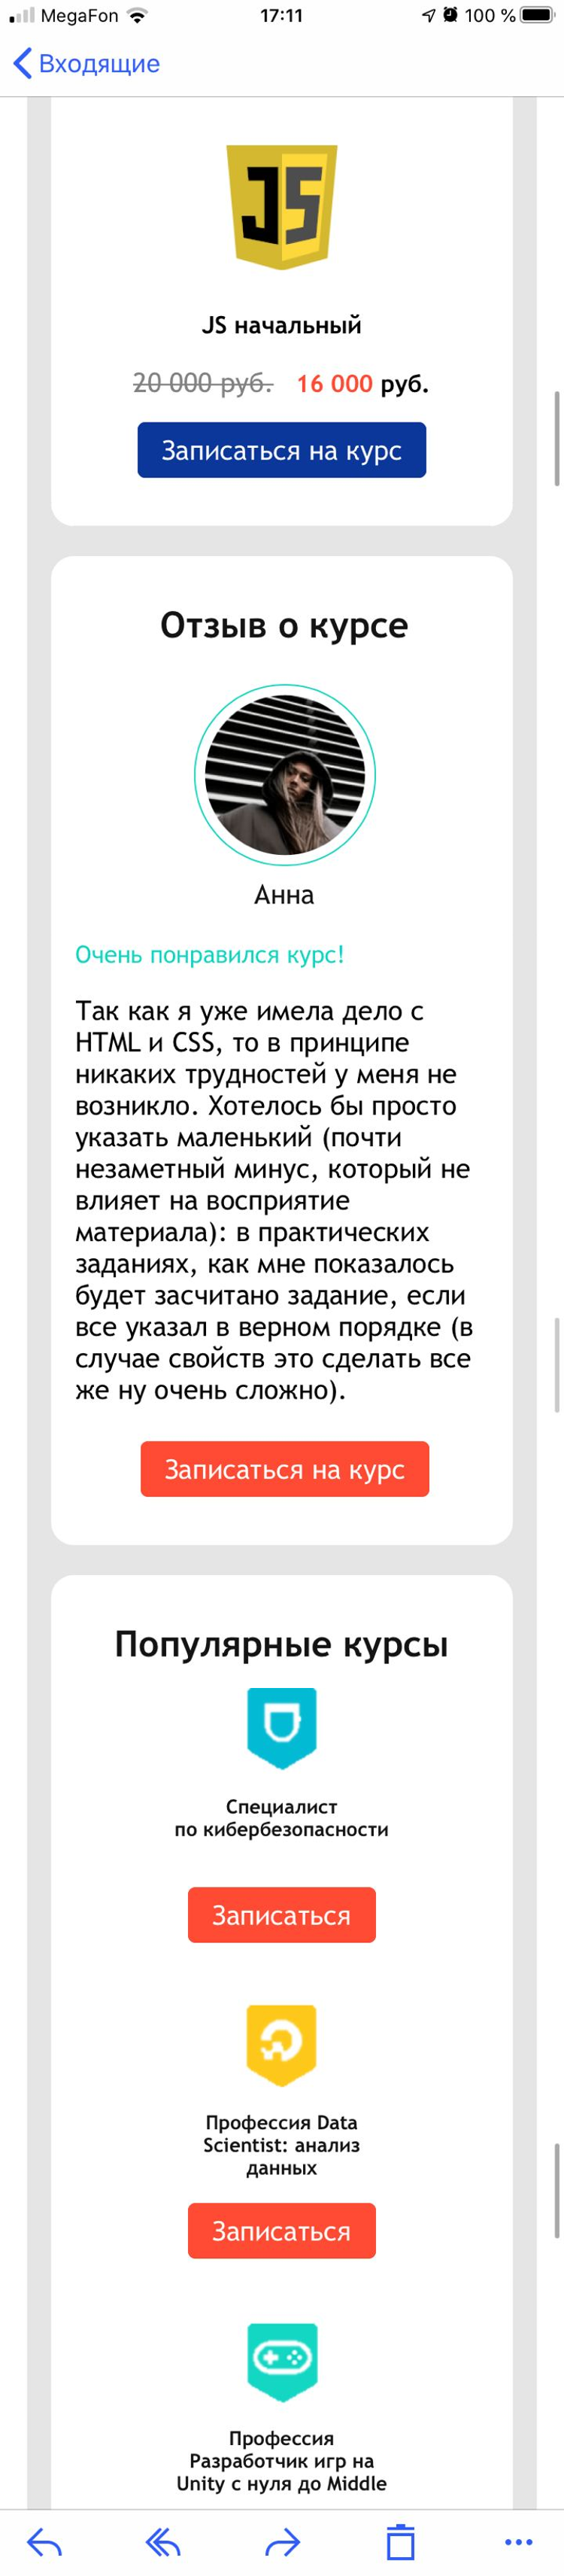 MegaFon 17:11 100 %
Входящие
JS
JS начальный
20 000 руб. 16 000 руб.
Записаться на курс
Отзыв о курсе
Анна
Очень понравился курс!
Так как я уже имела дело с
HTML и CSS, то в принципе
никаких трудностей у меня не
возникло. Хотелось бы просто
указать маленький (почти
незаметный минус, который не
влияет на восприятие
материала): в практических
заданиях, как мне показалось
будет засчитано задание, если
все указал в верном порядке (в
случае свойств это сделать все
же ну очень сложно).
Записаться на курс
Популярные курсы
Специалист
по кибербезопасности
Записаться
Профессия Data
Scientist: анализ
данных
Записаться
Профессия
Разработчик игр на
Unity с нуля до Middle